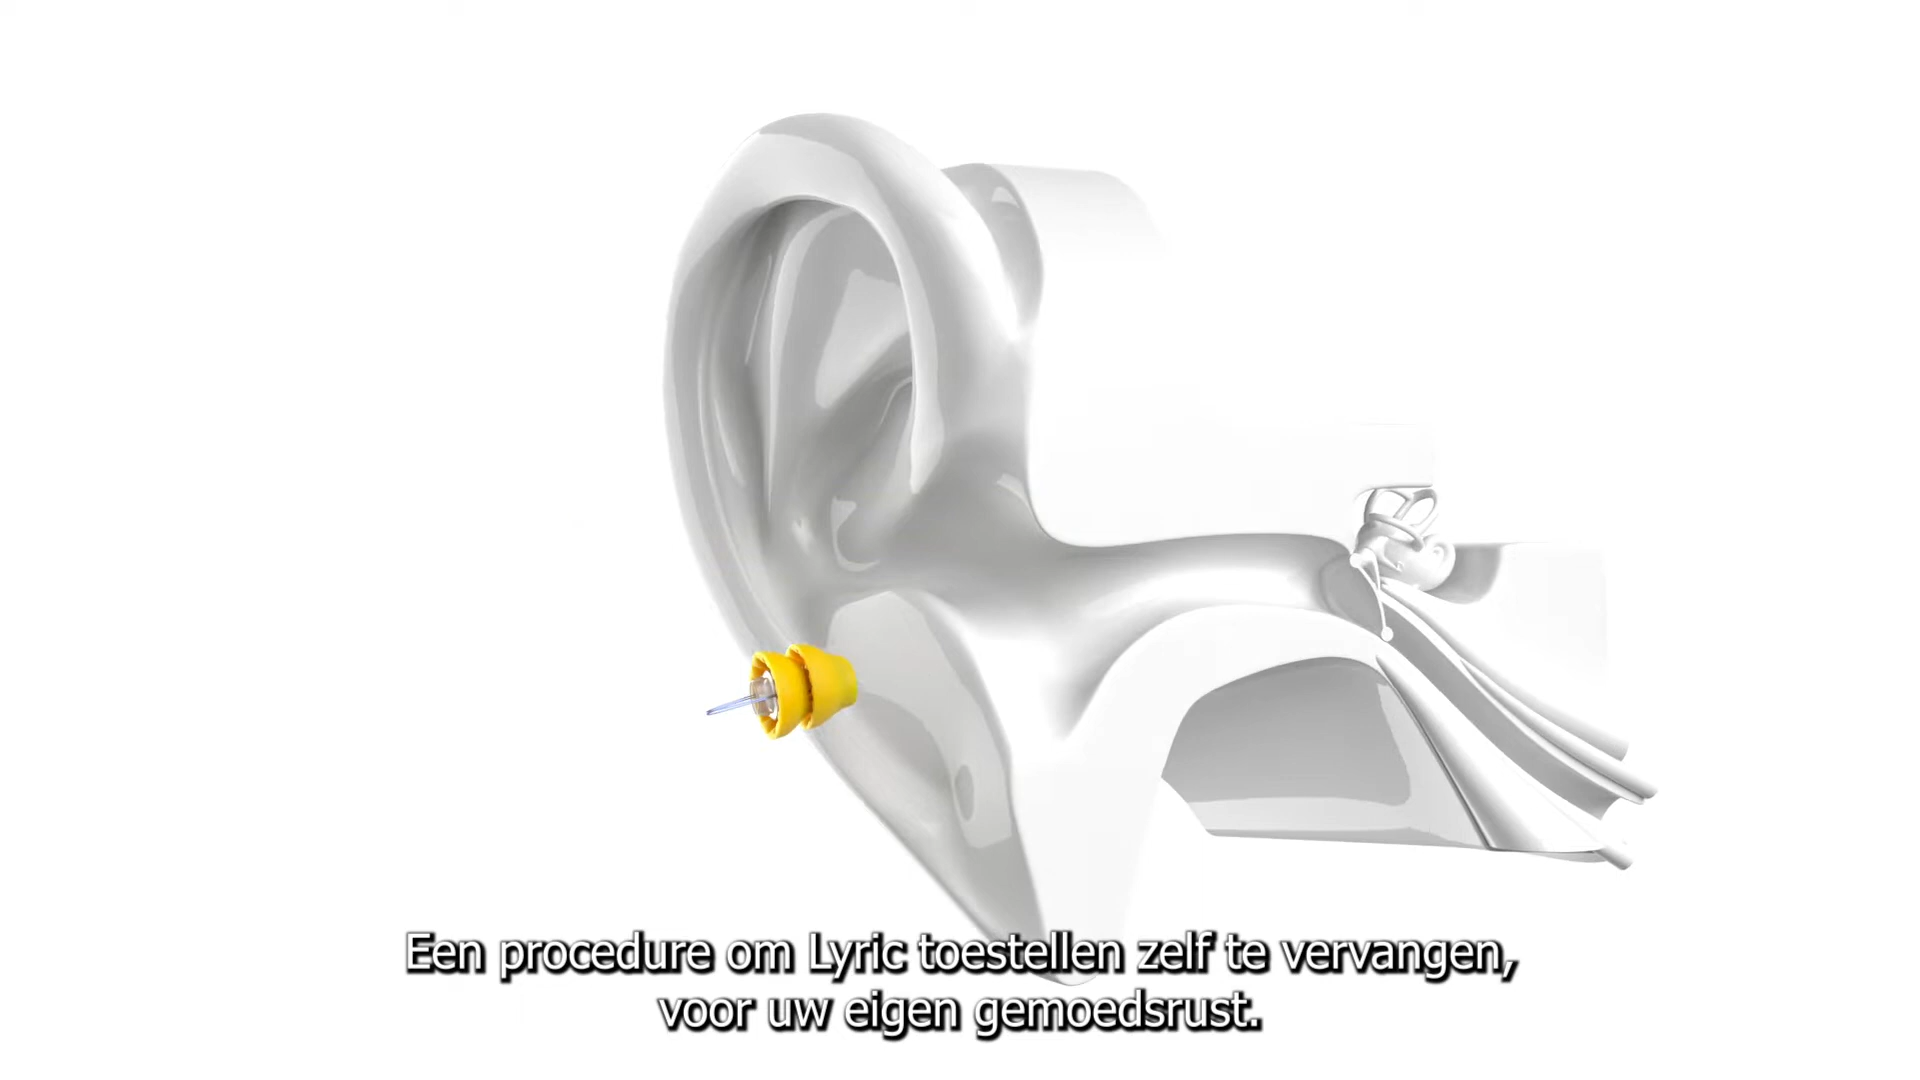 Een procedure om Lyric toestellen zelf te vervangen,
voor uw eigen gemoedsrust.